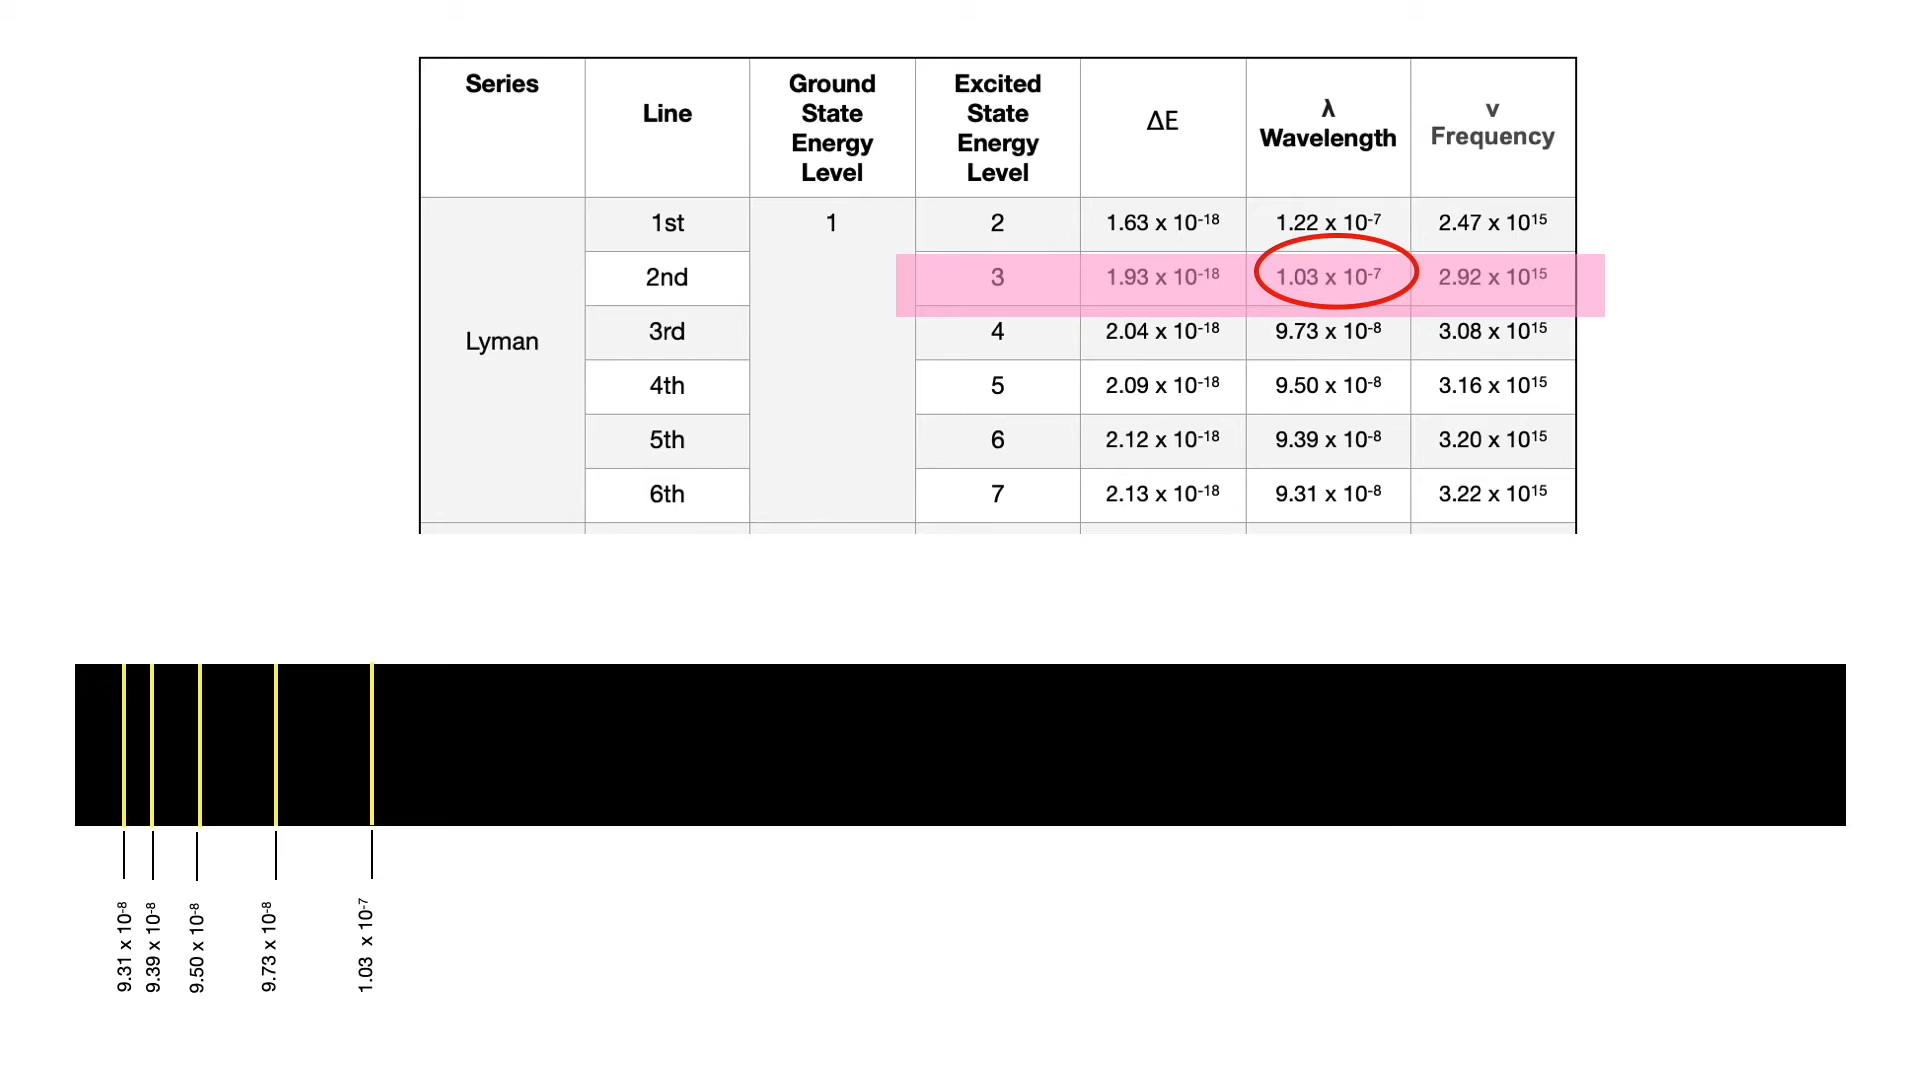 Series
Line
Ground
State
Energy
Level
Excited
State
Energy
Level
ΔE
λ
Wavelength
v
Frequency
Lyman
1st
1
2
1.63 x 10⁻¹⁸
1.22 x 10⁻⁷
2.47 x 10¹⁵
2nd
3
1.93 x 10⁻¹⁸
1.03 x 10⁻⁷
2.92 x 10¹⁵
3rd
4
2.04 x 10⁻¹⁸
9.73 x 10⁻⁸
3.08 x 10¹⁵
4th
5
2.09 x 10⁻¹⁸
9.50 x 10⁻⁸
3.16 x 10¹⁵
5th
6
2.12 x 10⁻¹⁸
9.39 x 10⁻⁸
3.20 x 10¹⁵
6th
7
2.13 x 10⁻¹⁸
9.31 x 10⁻⁸
3.22 x 10¹⁵
9.31 x 10⁻⁸
9.39 x 10⁻⁸
9.50 x 10⁻⁸
9.73 x 10⁻⁸
1.03 x 10⁻⁷